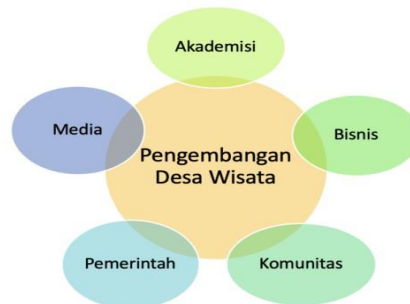 Akademisi
Media
Bisnis
Pengembangan
Desa Wisata
Pemerintah
Komunitas